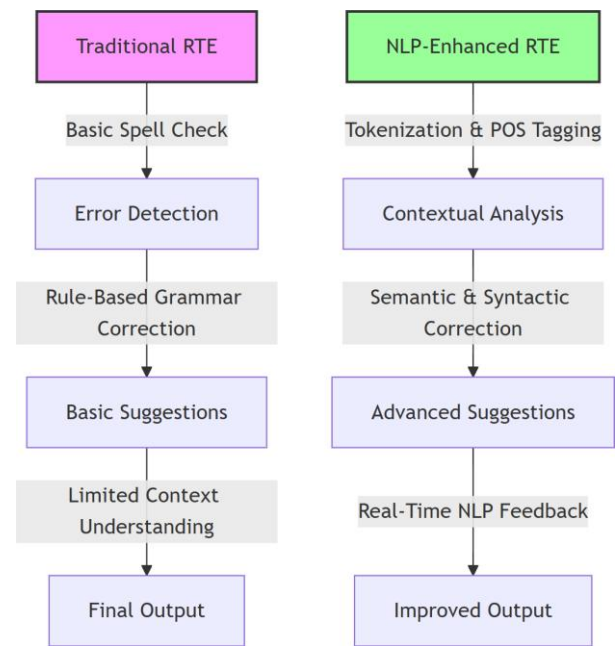 Traditional RTE
Basic Spell Check
Error Detection
Rule-Based Grammar
Correction
Basic Suggestions
Limited Context
Understanding
Final Output
NLP-Enhanced RTE
Tokenization & POS Tagging
Contextual Analysis
Semantic & Syntactic
Correction
Advanced Suggestions
Real-Time NLP Feedback
Improved Output